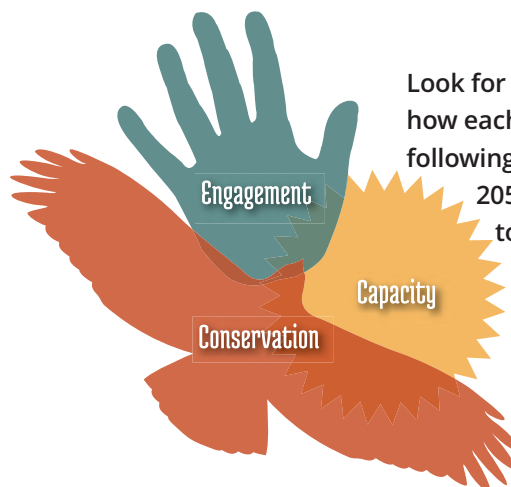 Look for
how each
following
205
to
Engagement
Capacity
Conservation